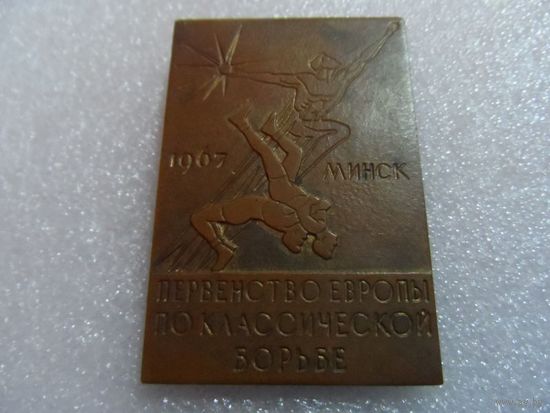 1967 МИНСК
ПЕРВЕНСТВО ЕВРОПЫ
ПО КЛАССИЧЕСКОЙ
БОРЬБЕ